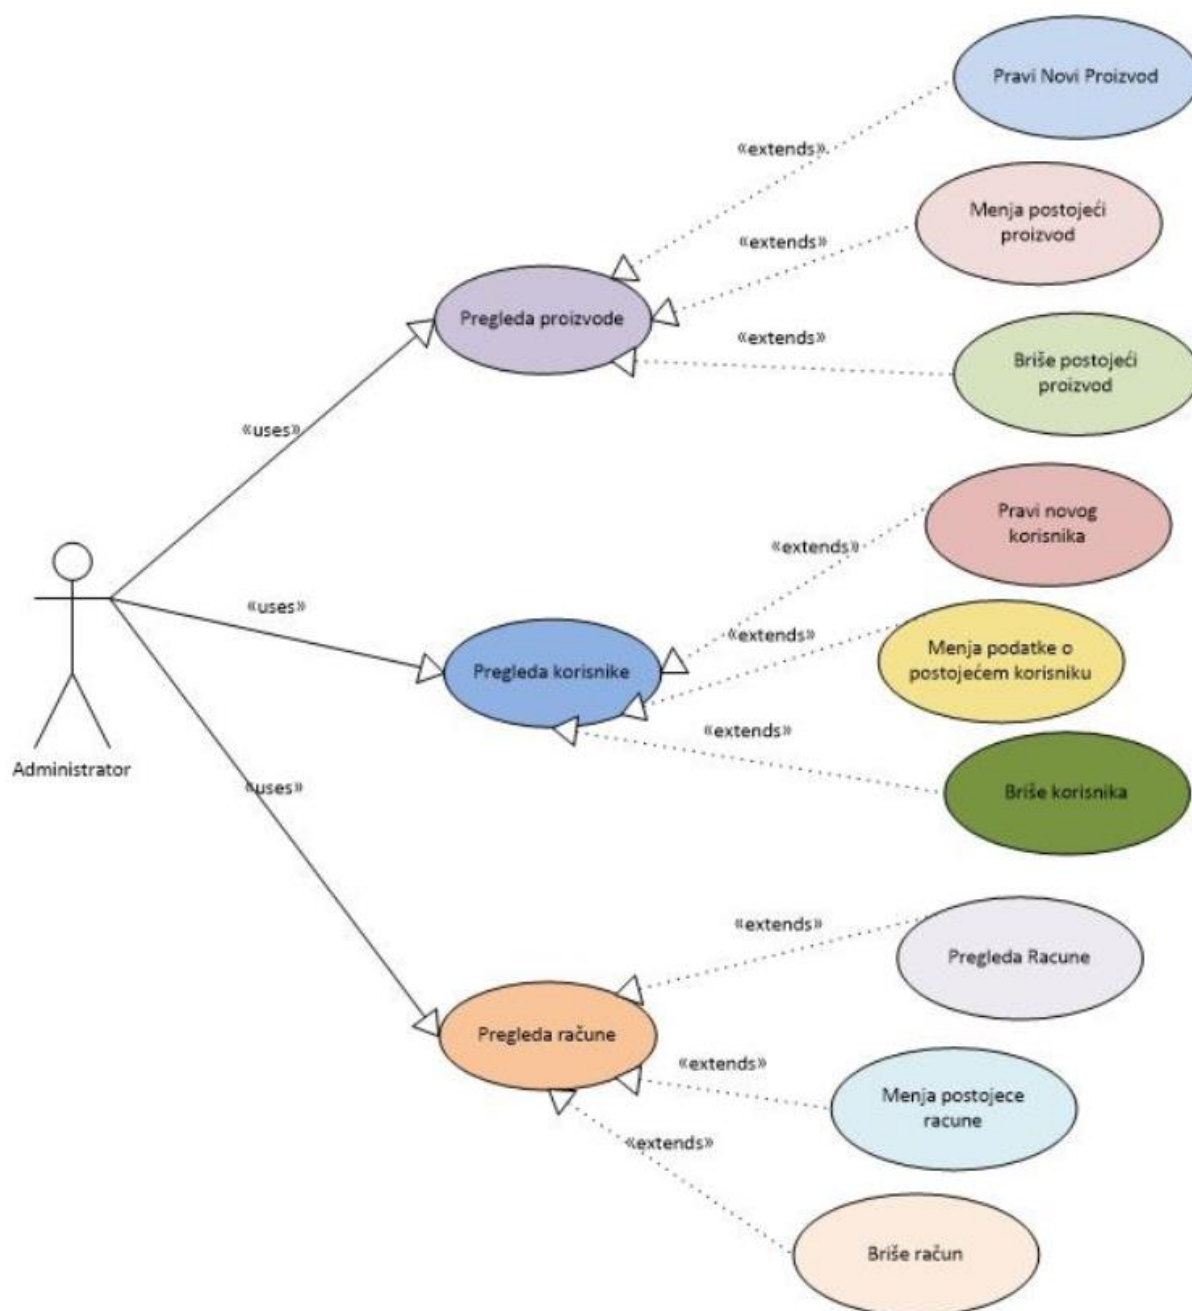 Pravi Novi Proizvod
«extends»
Menja postojeći
proizvod
«extends»
Pregleda proizvode
«extends»
Briše postojeći
proizvod
«uses»
Pravi novog
korisnika
«extends»
«uses»
«extends»
Menja podatke o
postojećem korisniku
Pregleda korisnike
«extends»
Administrator
«uses»
Briše korisnika
«extends»
Pregleda Racune
Pregleda račune
«extends»
Menja postojece
racune
«extends»
Briše račun